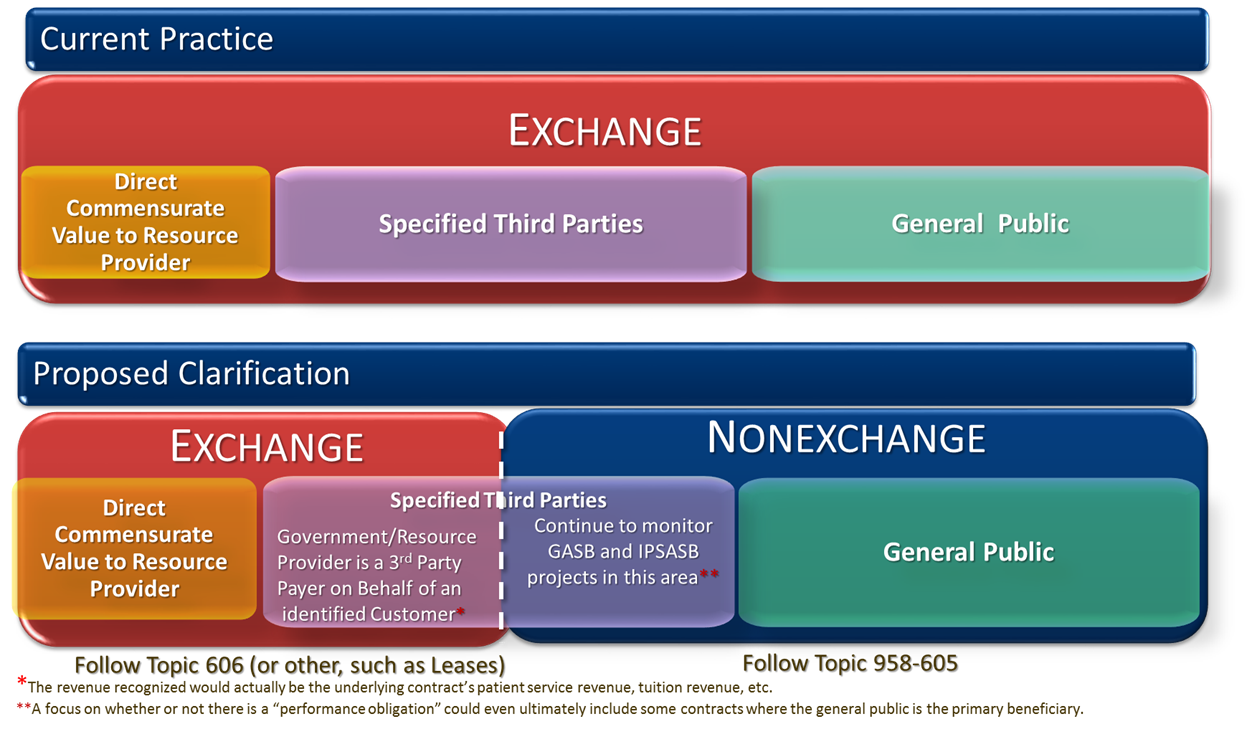 Current Practice
EXCHANGE
Direct
Commensurate
Value to Resource
Provider
Specified Third Parties
General Public
Proposed Clarification
EXCHANGE
NONEXCHANGE
Direct
Commensurate
Value to Resource
Provider
Specified Third Parties
Government/Resource
Provider is a 3rd Party
Payer on Behalf of an
identified Customer*
Continue to monitor
GASB and IPSASB
projects in this area**
General Public
Follow Topic 606 (or other, such as Leases)
Follow Topic 958-605
*The revenue recognized would actually be the underlying contract's patient service revenue, tuition revenue, etc.
**A focus on whether or not there is a “performance obligation” could even ultimately include some contracts where the general public is the primary beneficiary.